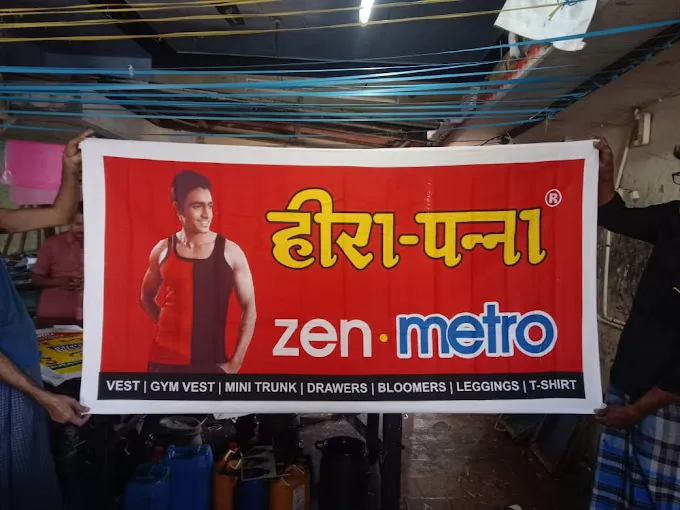 हीरा-पन्ना®
zen·metro
VEST | GYM VEST | MINI TRUNK | DRAWERS | BLOOMERS | LEGGINGS | T-SHIRT